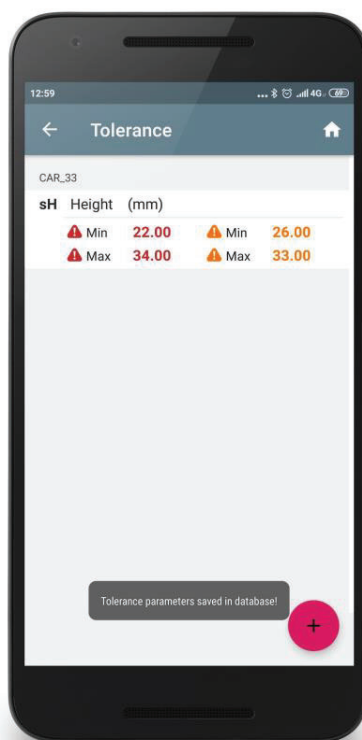 12:59
... 4G 69
Tolerance
CAR_33
sH Height (mm)
Min 22.00 Min 26.00
Max 34.00 Max 33.00
Tolerance parameters saved in database!
+